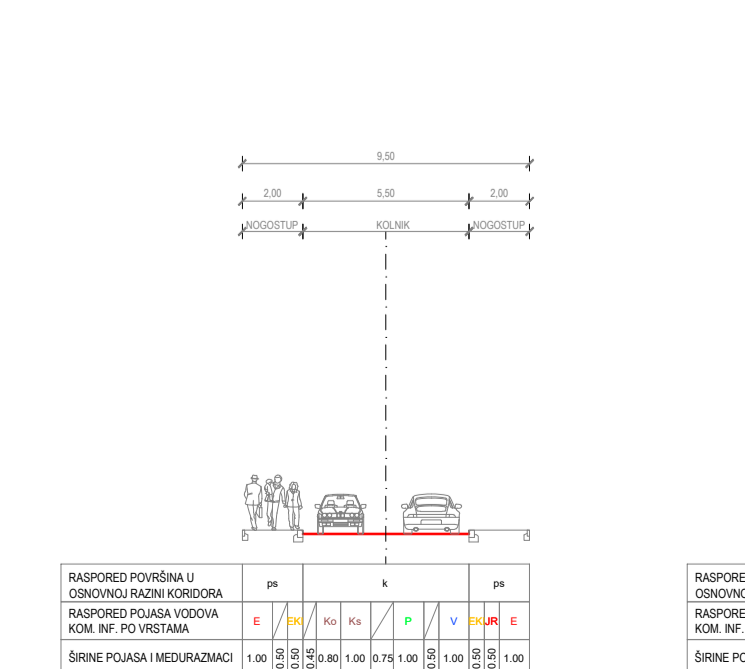 9,50
2,00 5,50 2,00
NOGOSTUP KOLNIK NOGOSTUP
RASPORED POVRŠINA U
OSNOVNOJ RAZINI KORIDORA
ps k ps
RASPORED POJASA VODOVA
KOM. INF. PO VRSTAMA
E EKI Ko Ks P V EK JR E
ŠIRINE POJASA I MEĐURAZMACI
1.00 0.50 0.50 0.45 0.80 1.00 0.75 1.00 0.50 1.00 0.50 0.50 1.00
RASPORE
OSNOVNO
RASPORE
KOM. INF.
ŠIRINE PO